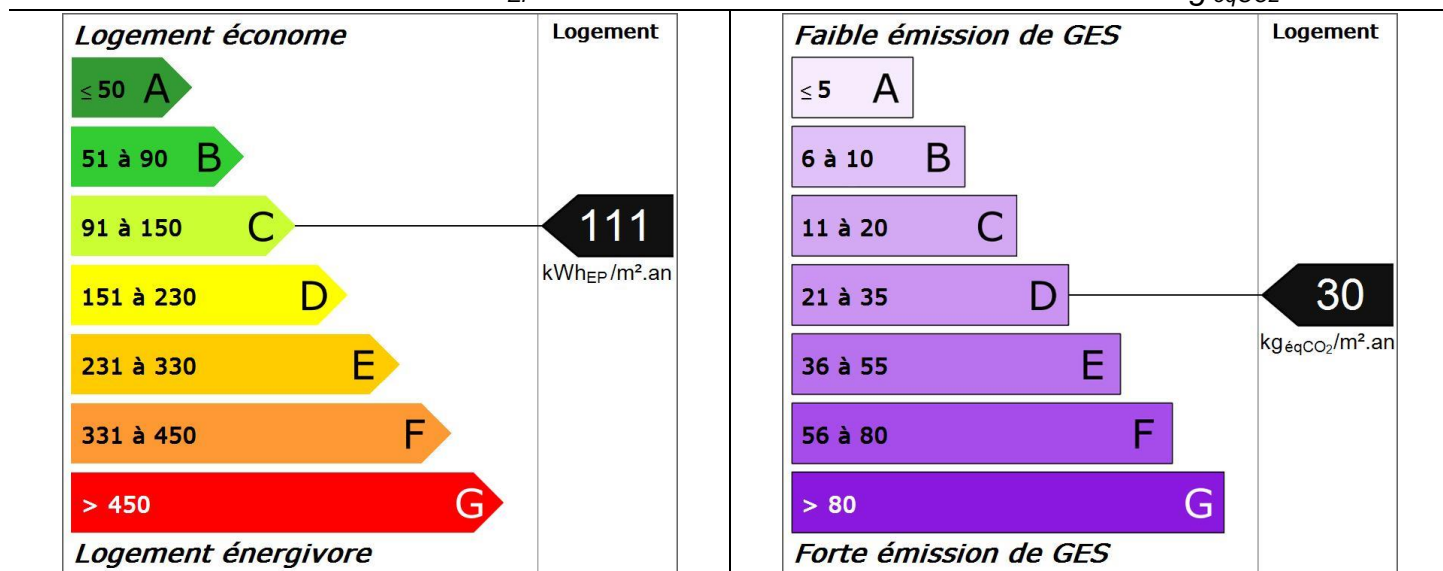 Logement économe
Logement
≤ 50 A
51 à 90 B
91 à 150 C
111
kWhEP/m².an
151 à 230 D
231 à 330 E
331 à 450 F
> 450 G
Logement énergivore
Faible émission de GES
Logement
≤ 5 A
6 à 10 B
11 à 20 C
21 à 35 D
30
kgéqCO2/m².an
36 à 55 E
56 à 80 F
> 80 G
Forte émission de GES